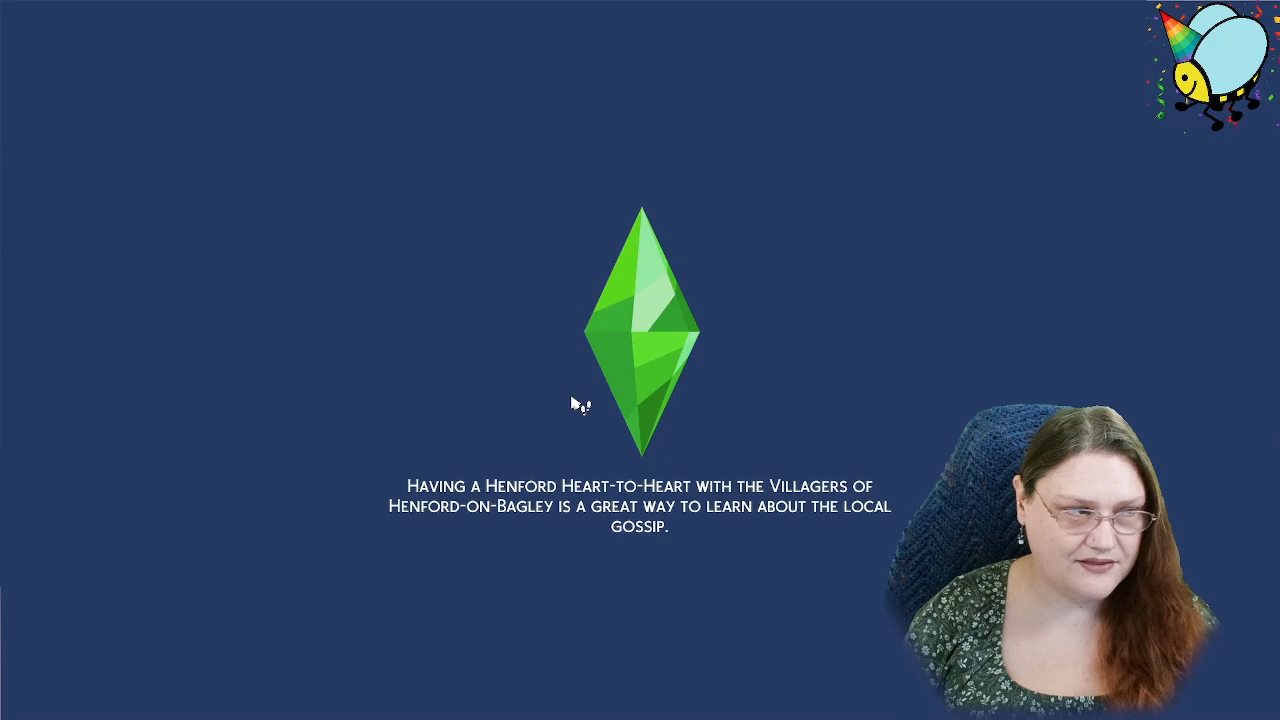 Having a Henford Heart-to-Heart with the Villagers of
Henford-on-Bagley is a great way to learn about the local
gossip.